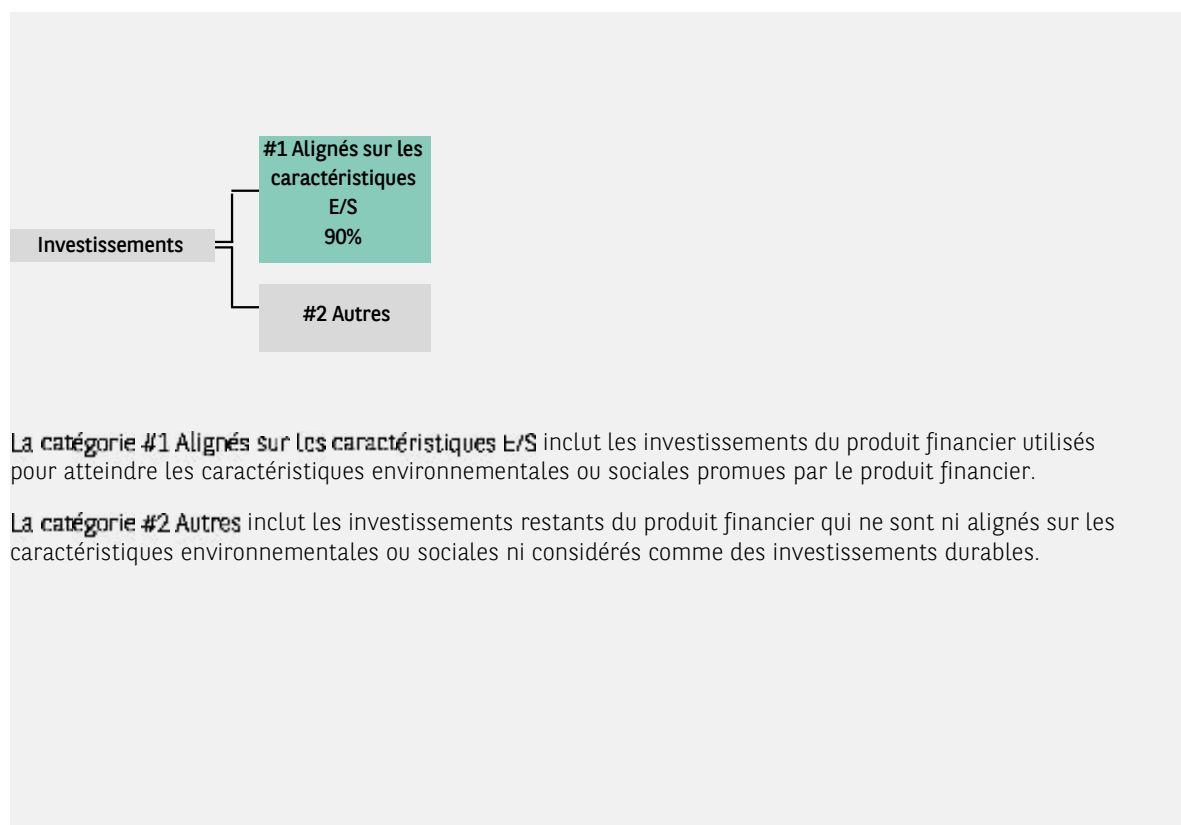 #1 Alignés sur les
caractéristiques
E/S
90%
Investissements
#2 Autres
La catégorie #1 Alignés sur les caractéristiques E/S inclut les investissements du produit financier utilisés
pour atteindre les caractéristiques environnementales ou sociales promues par le produit financier.
La catégorie #2 Autres inclut les investissements restants du produit financier qui ne sont ni alignés sur les
caractéristiques environnementales ou sociales ni considérés comme des investissements durables.